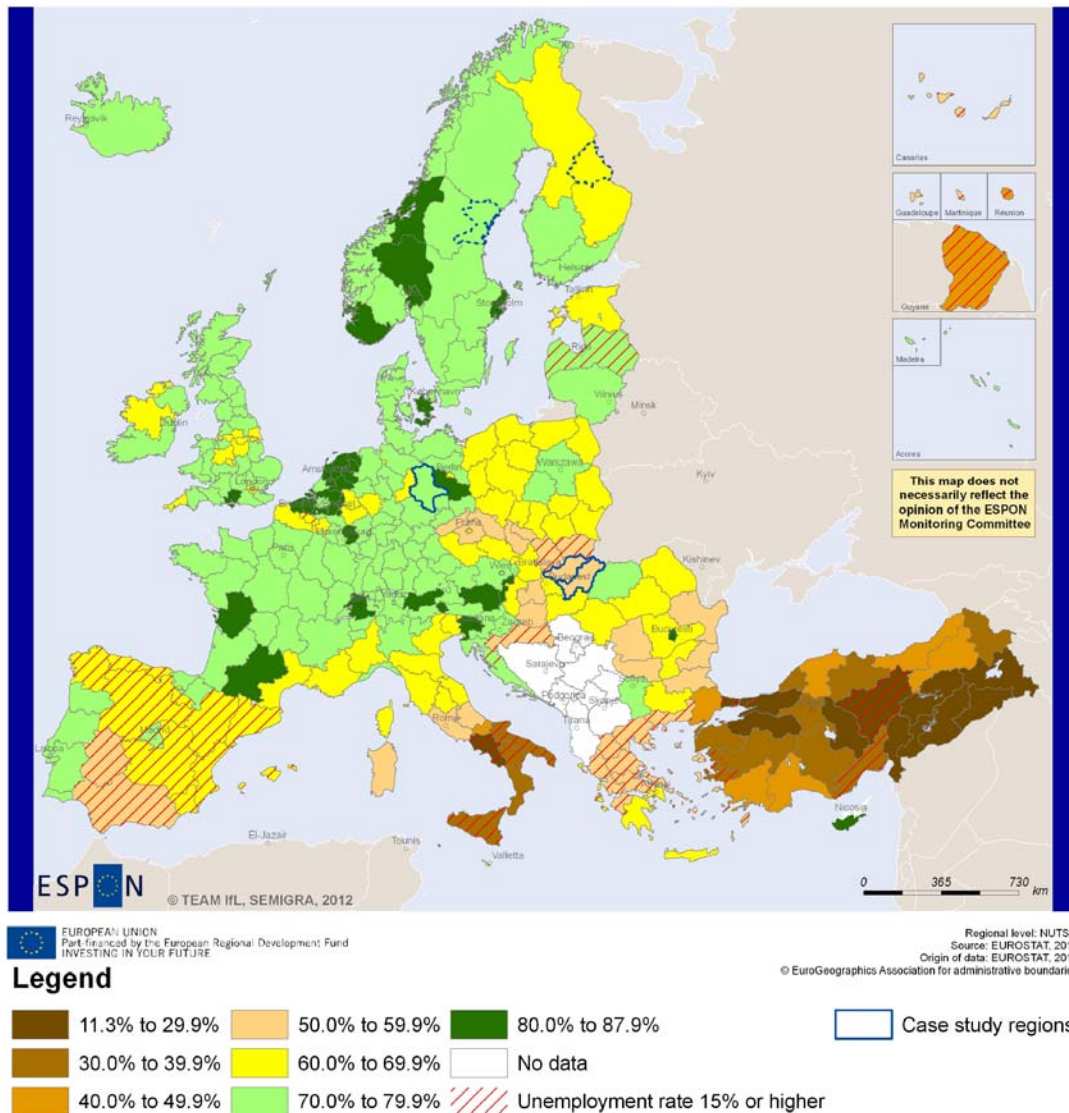 Reykjavik
Canarias
Guadeloupe
Martinique
Reunion
Guyane
Madeira
Acores
Helsinki
Tallinn
Stockholm
Riga
Vilnius
Minsk
København
Dublin
London
Amsterdam
Berlin
Warszawa
Kyiv
This map does not
necessarily reflect the
opinion of the ESPON
Monitoring Committee
Praha
Paris
Wien
Bratislava
Budapest
Kishinev
Zagreb
Beograd
Bucuresti
Sarajevo
Sofiya
Podgorica
Skopje
Tirana
Roma
Madrid
Lisboa
Nicosia
El-Jazair
Tounis
Valletta
ESPON
© TEAM IfL, SEMIGRA, 2012
0 365 730
km
EUROPEAN UNION
Part-financed by the European Regional Development Fund
INVESTING IN YOUR FUTURE
Regional level: NUTS
Source: EUROSTAT, 201
Origin of data: EUROSTAT, 201
© EuroGeographics Association for administrative boundarie
Legend
11.3% to 29.9%
50.0% to 59.9%
80.0% to 87.9%
Case study regions
30.0% to 39.9%
60.0% to 69.9%
No data
40.0% to 49.9%
70.0% to 79.9%
Unemployment rate 15% or higher